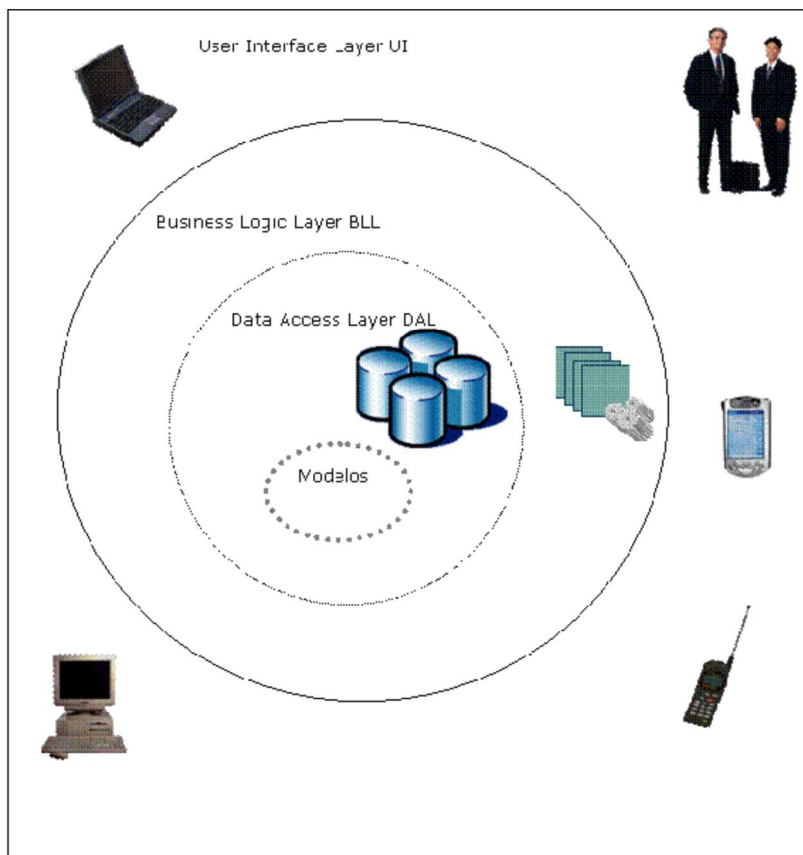 User Interface Layer UI
Business Logic Layer BLL
Data Access Layer DAL
Modelos